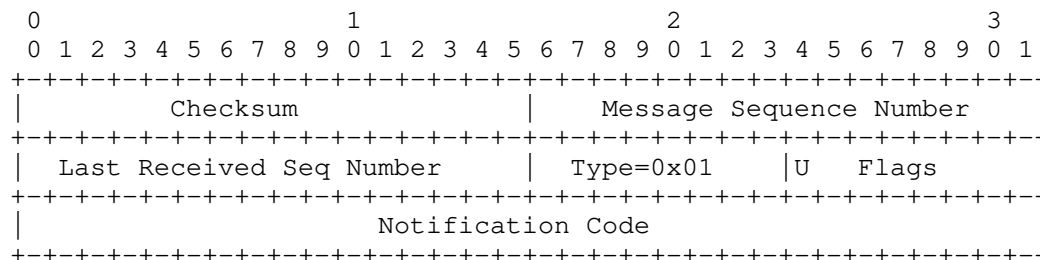 0                   1                   2                   3
 0 1 2 3 4 5 6 7 8 9 0 1 2 3 4 5 6 7 8 9 0 1 2 3 4 5 6 7 8 9 0 1
+-+-+-+-+-+-+-+-+-+-+-+-+-+-+-+-+-+-+-+-+-+-+-+-+-+-+-+-+-+-+-+-
|         Checksum              |    Message Sequence Number
+-+-+-+-+-+-+-+-+-+-+-+-+-+-+-+-+-+-+-+-+-+-+-+-+-+-+-+-+-+-+-+-
|  Last Received Seq Number     |  Type=0x01    |U   Flags
+-+-+-+-+-+-+-+-+-+-+-+-+-+-+-+-+-+-+-+-+-+-+-+-+-+-+-+-+-+-+-+-
|                      Notification Code
+-+-+-+-+-+-+-+-+-+-+-+-+-+-+-+-+-+-+-+-+-+-+-+-+-+-+-+-+-+-+-+-